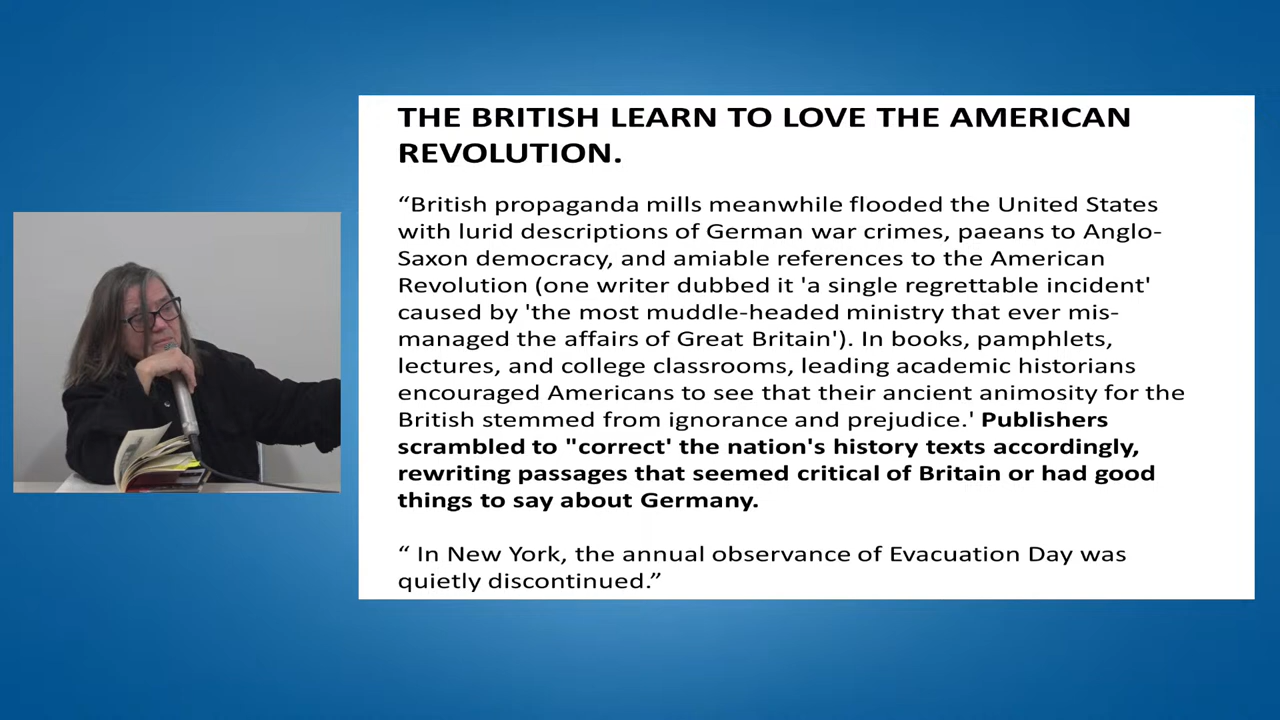 THE BRITISH LEARN TO LOVE THE AMERICAN
REVOLUTION.
“British propaganda mills meanwhile flooded the United States
with lurid descriptions of German war crimes, paeans to Anglo-
Saxon democracy, and amiable references to the American
Revolution (one writer dubbed it 'a single regrettable incident'
caused by 'the most muddle-headed ministry that ever mis-
managed the affairs of Great Britain'). In books, pamphlets,
lectures, and college classrooms, leading academic historians
encouraged Americans to see that their ancient animosity for the
British stemmed from ignorance and prejudice.' Publishers
scrambled to "correct' the nation's history texts accordingly,
rewriting passages that seemed critical of Britain or had good
things to say about Germany.
“ In New York, the annual observance of Evacuation Day was
quietly discontinued.”